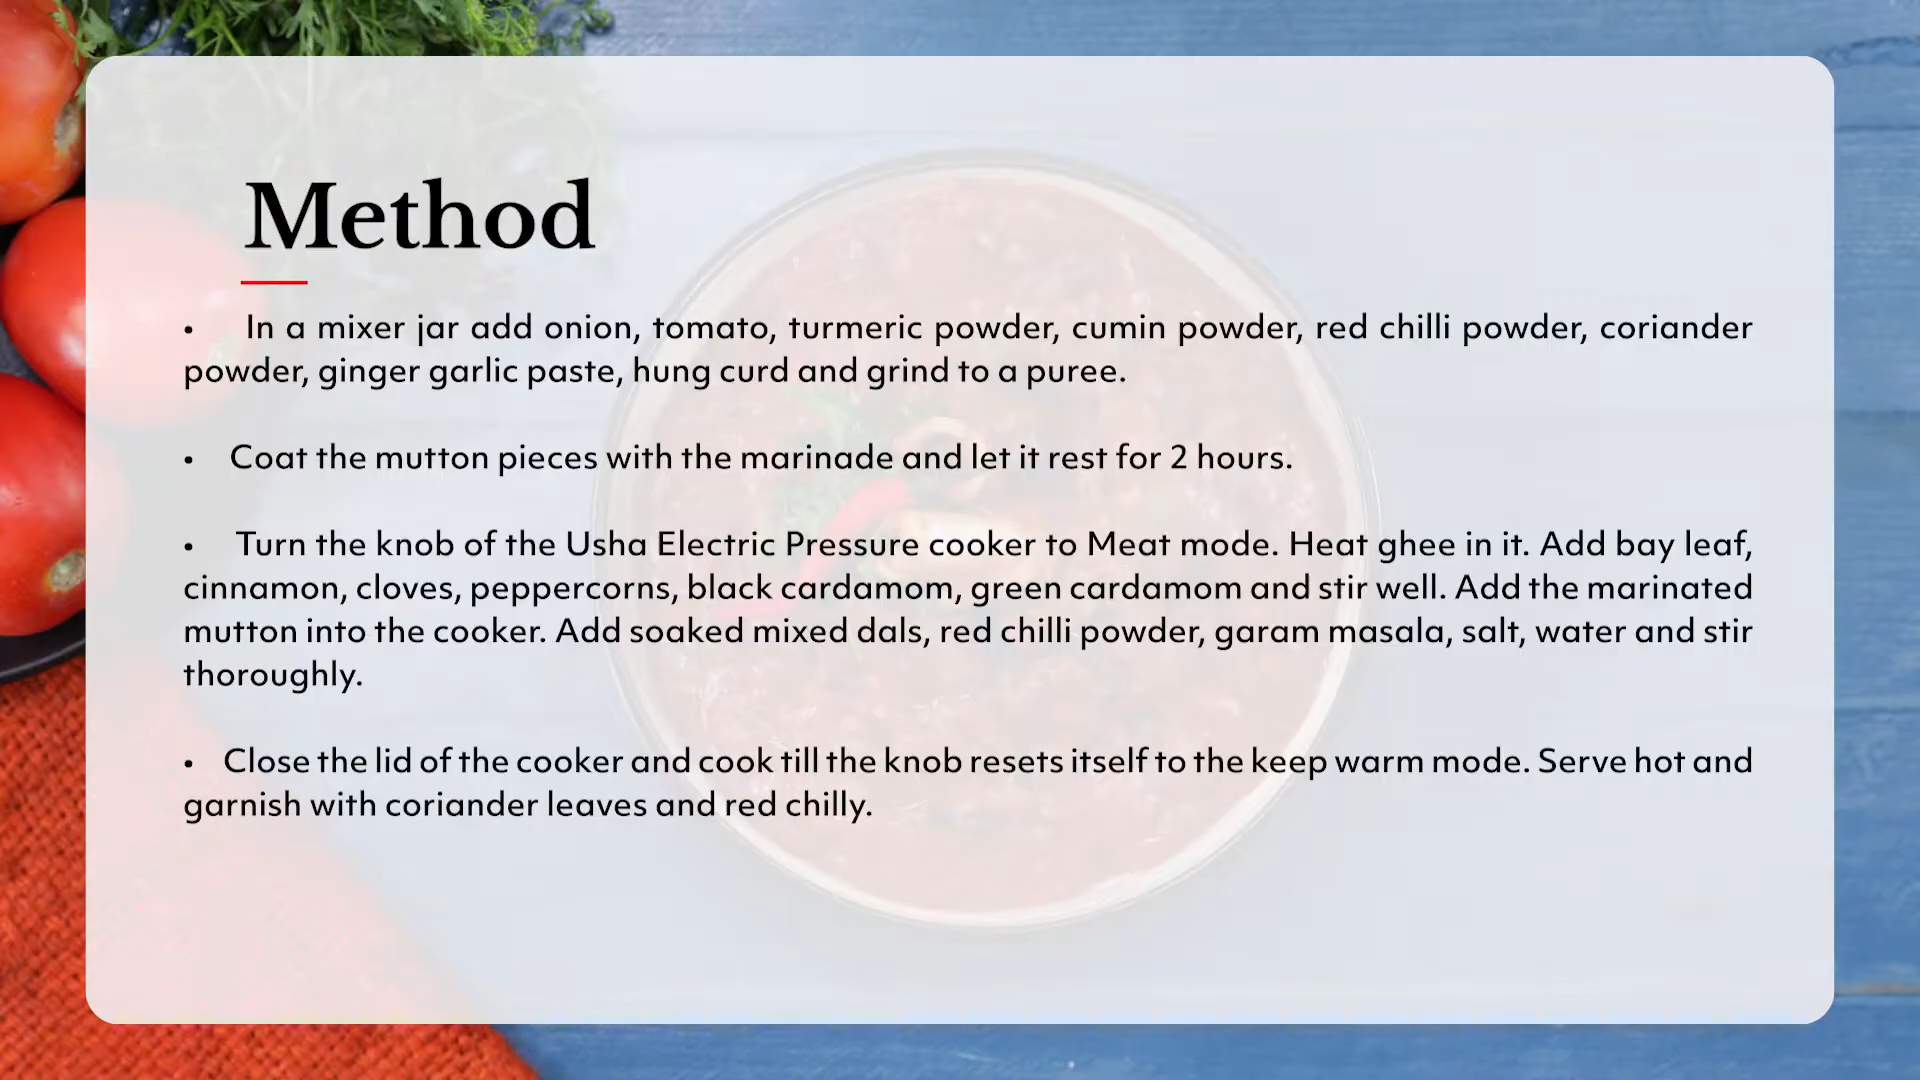 Method
• In a mixer jar add onion, tomato, turmeric powder, cumin powder, red chilli powder, coriander
powder, ginger garlic paste, hung curd and grind to a puree.
• Coat the mutton pieces with the marinade and let it rest for 2 hours.
• Turn the knob of the Usha Electric Pressure cooker to Meat mode. Heat ghee in it. Add bay leaf,
cinnamon, cloves, peppercorns, black cardamom, green cardamom and stir well. Add the marinated
mutton into the cooker. Add soaked mixed dals, red chilli powder, garam masala, salt, water and stir
thoroughly.
• Close the lid of the cooker and cook till the knob resets itself to the keep warm mode. Serve hot and
garnish with coriander leaves and red chilly.